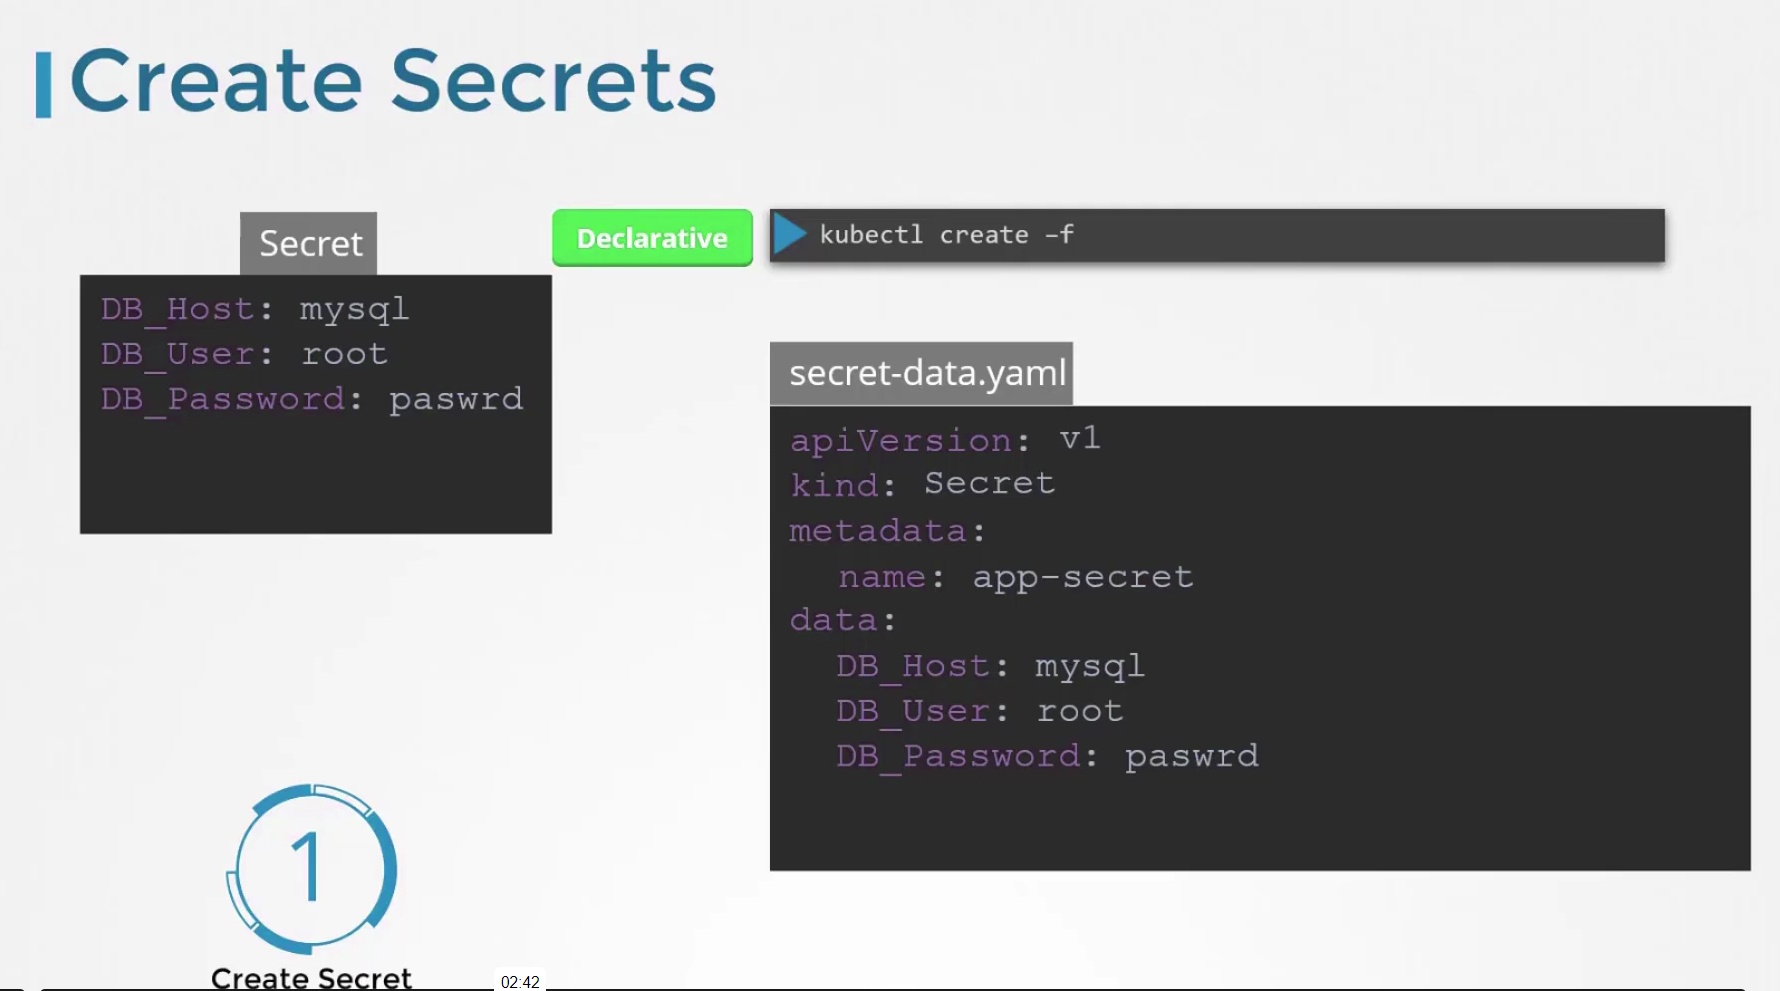 Create Secrets
Secret
DB_Host: mysql
DB_User: root
DB_Password: paswrd
Declarative
kubectl create –f
secret-data.yaml
apiVersion: v1
kind: Secret
metadata:
name: app-secret
data:
DB_Host: mysql
DB_User: root
DB_Password: paswrd
1
Create Secret
02:42